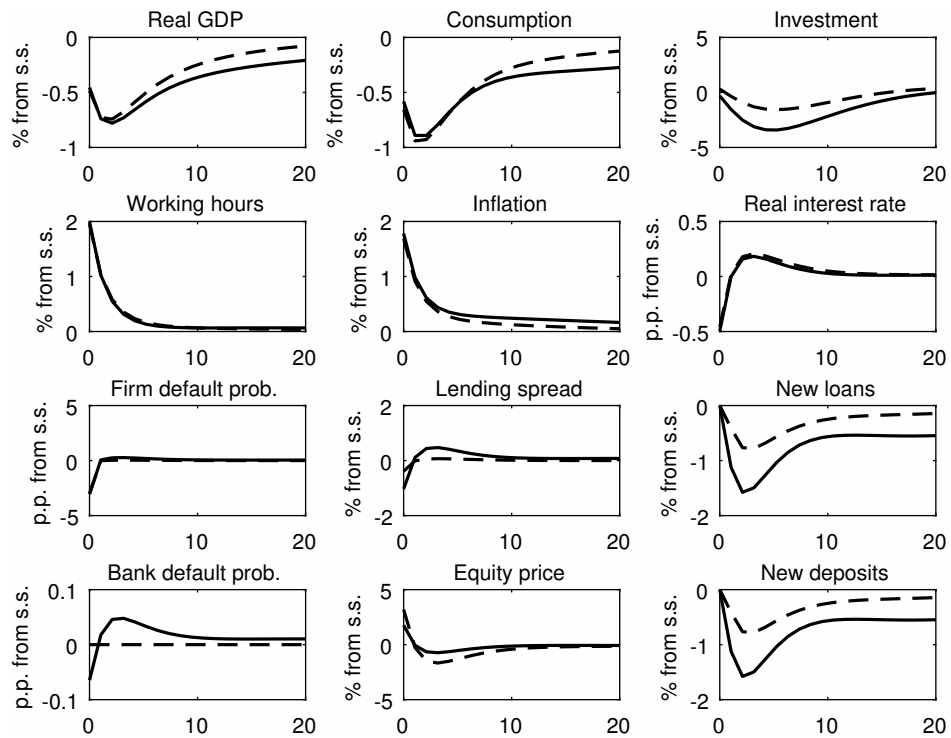 Real GDP
% from s.s.
0
-0.5
-1
0 10 20
Consumption
% from s.s.
0
-0.5
-1
0 10 20
Investment
% from s.s.
5
0
-5
0 10 20
Working hours
% from s.s.
2
1
0
0 10 20
Inflation
% from s.s.
2
1
0
0 10 20
Real interest rate
p.p. from s.s.
0.5
0
-0.5
0 10 20
Firm default prob.
p.p. from s.s.
5
0
-5
0 10 20
Lending spread
% from s.s.
2
0
-2
0 10 20
New loans
% from s.s.
0
-1
-2
0 10 20
Bank default prob.
p.p. from s.s.
0.1
0
-0.1
0 10 20
Equity price
% from s.s.
5
0
-5
0 10 20
New deposits
% from s.s.
0
-1
-2
0 10 20